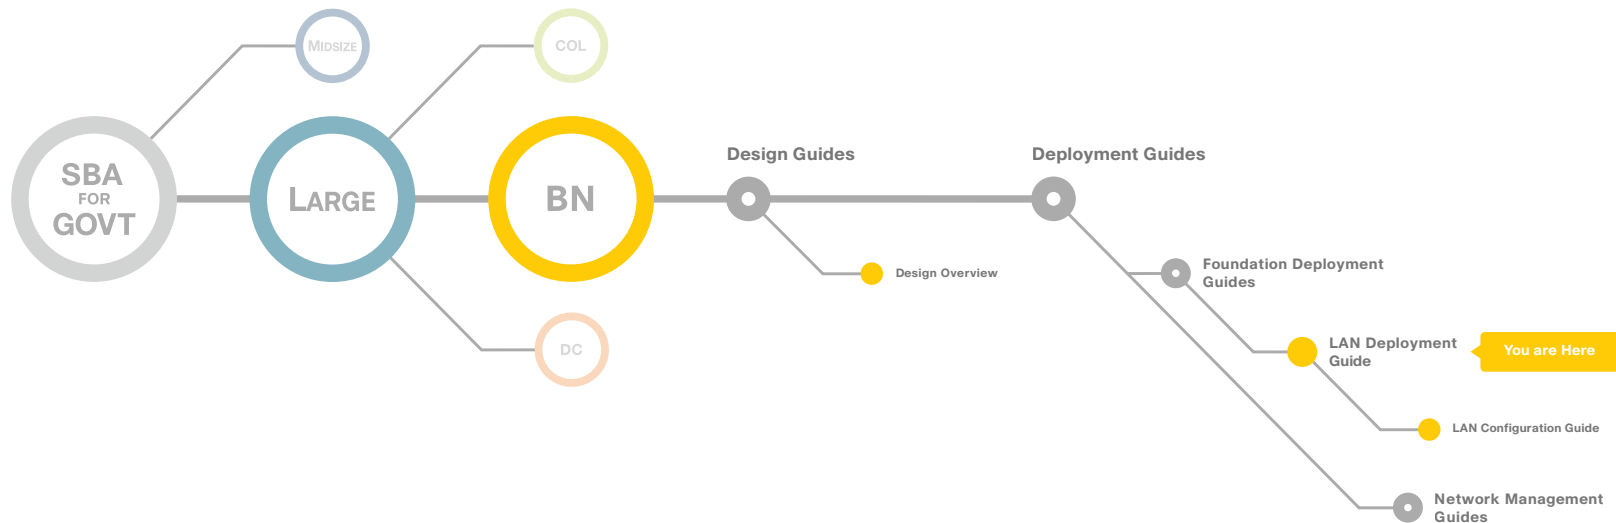 MIDSIZE
COL
SBA
FOR
GOVT
LARGE
BN
DC
Design Guides
Design Overview
Deployment Guides
Foundation Deployment
Guides
LAN Deployment
Guide
You are Here
LAN Configuration Guide
Network Management
Guides